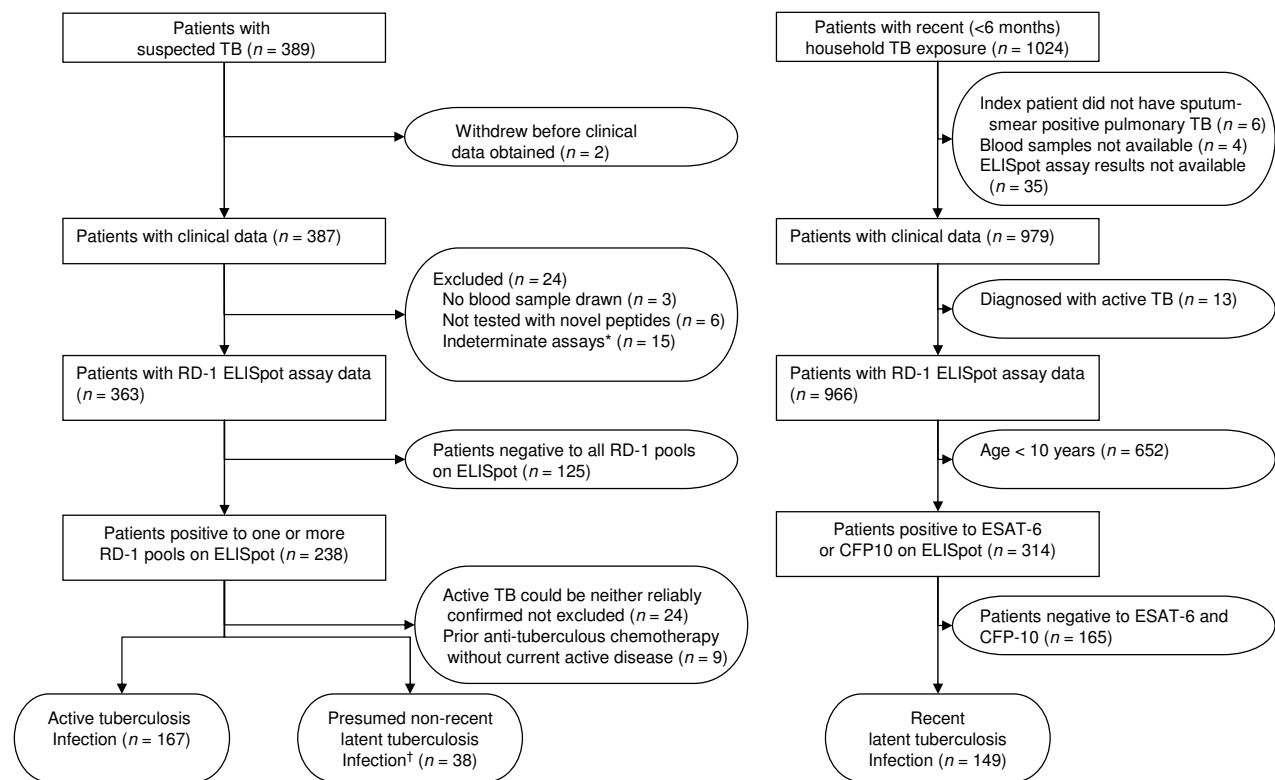 Patients with
suspected TB (n = 389)
Withdrew before clinical
data obtained (n = 2)
Patients with clinical data (n = 387)
Excluded (n = 24)
No blood sample drawn (n = 3)
Not tested with novel peptides (n = 6)
Indeterminate assays* (n = 15)
Patients with RD-1 ELISpot assay data
(n = 363)
Patients negative to all RD-1 pools
on ELISpot (n = 125)
Patients positive to one or more
RD-1 pools on ELISpot (n = 238)
Active TB could be neither reliably
confirmed not excluded (n = 24)
Prior anti-tuberculous chemotherapy
without current active disease (n = 9)
Active tuberculosis
Infection (n = 167)
Presumed non-recent
latent tuberculosis
Infection† (n = 38)
Patients with recent (<6 months)
household TB exposure (n = 1024)
Index patient did not have sputum-
smear positive pulmonary TB (n = 6)
Blood samples not available (n = 4)
ELISpot assay results not available
(n = 35)
Patients with clinical data (n = 979)
Diagnosed with active TB (n = 13)
Patients with RD-1 ELISpot assay data
(n = 966)
Age < 10 years (n = 652)
Patients positive to ESAT-6
or CFP10 on ELISpot (n = 314)
Patients negative to ESAT-6 and
CFP-10 (n = 165)
Recent
latent tuberculosis
Infection (n = 149)